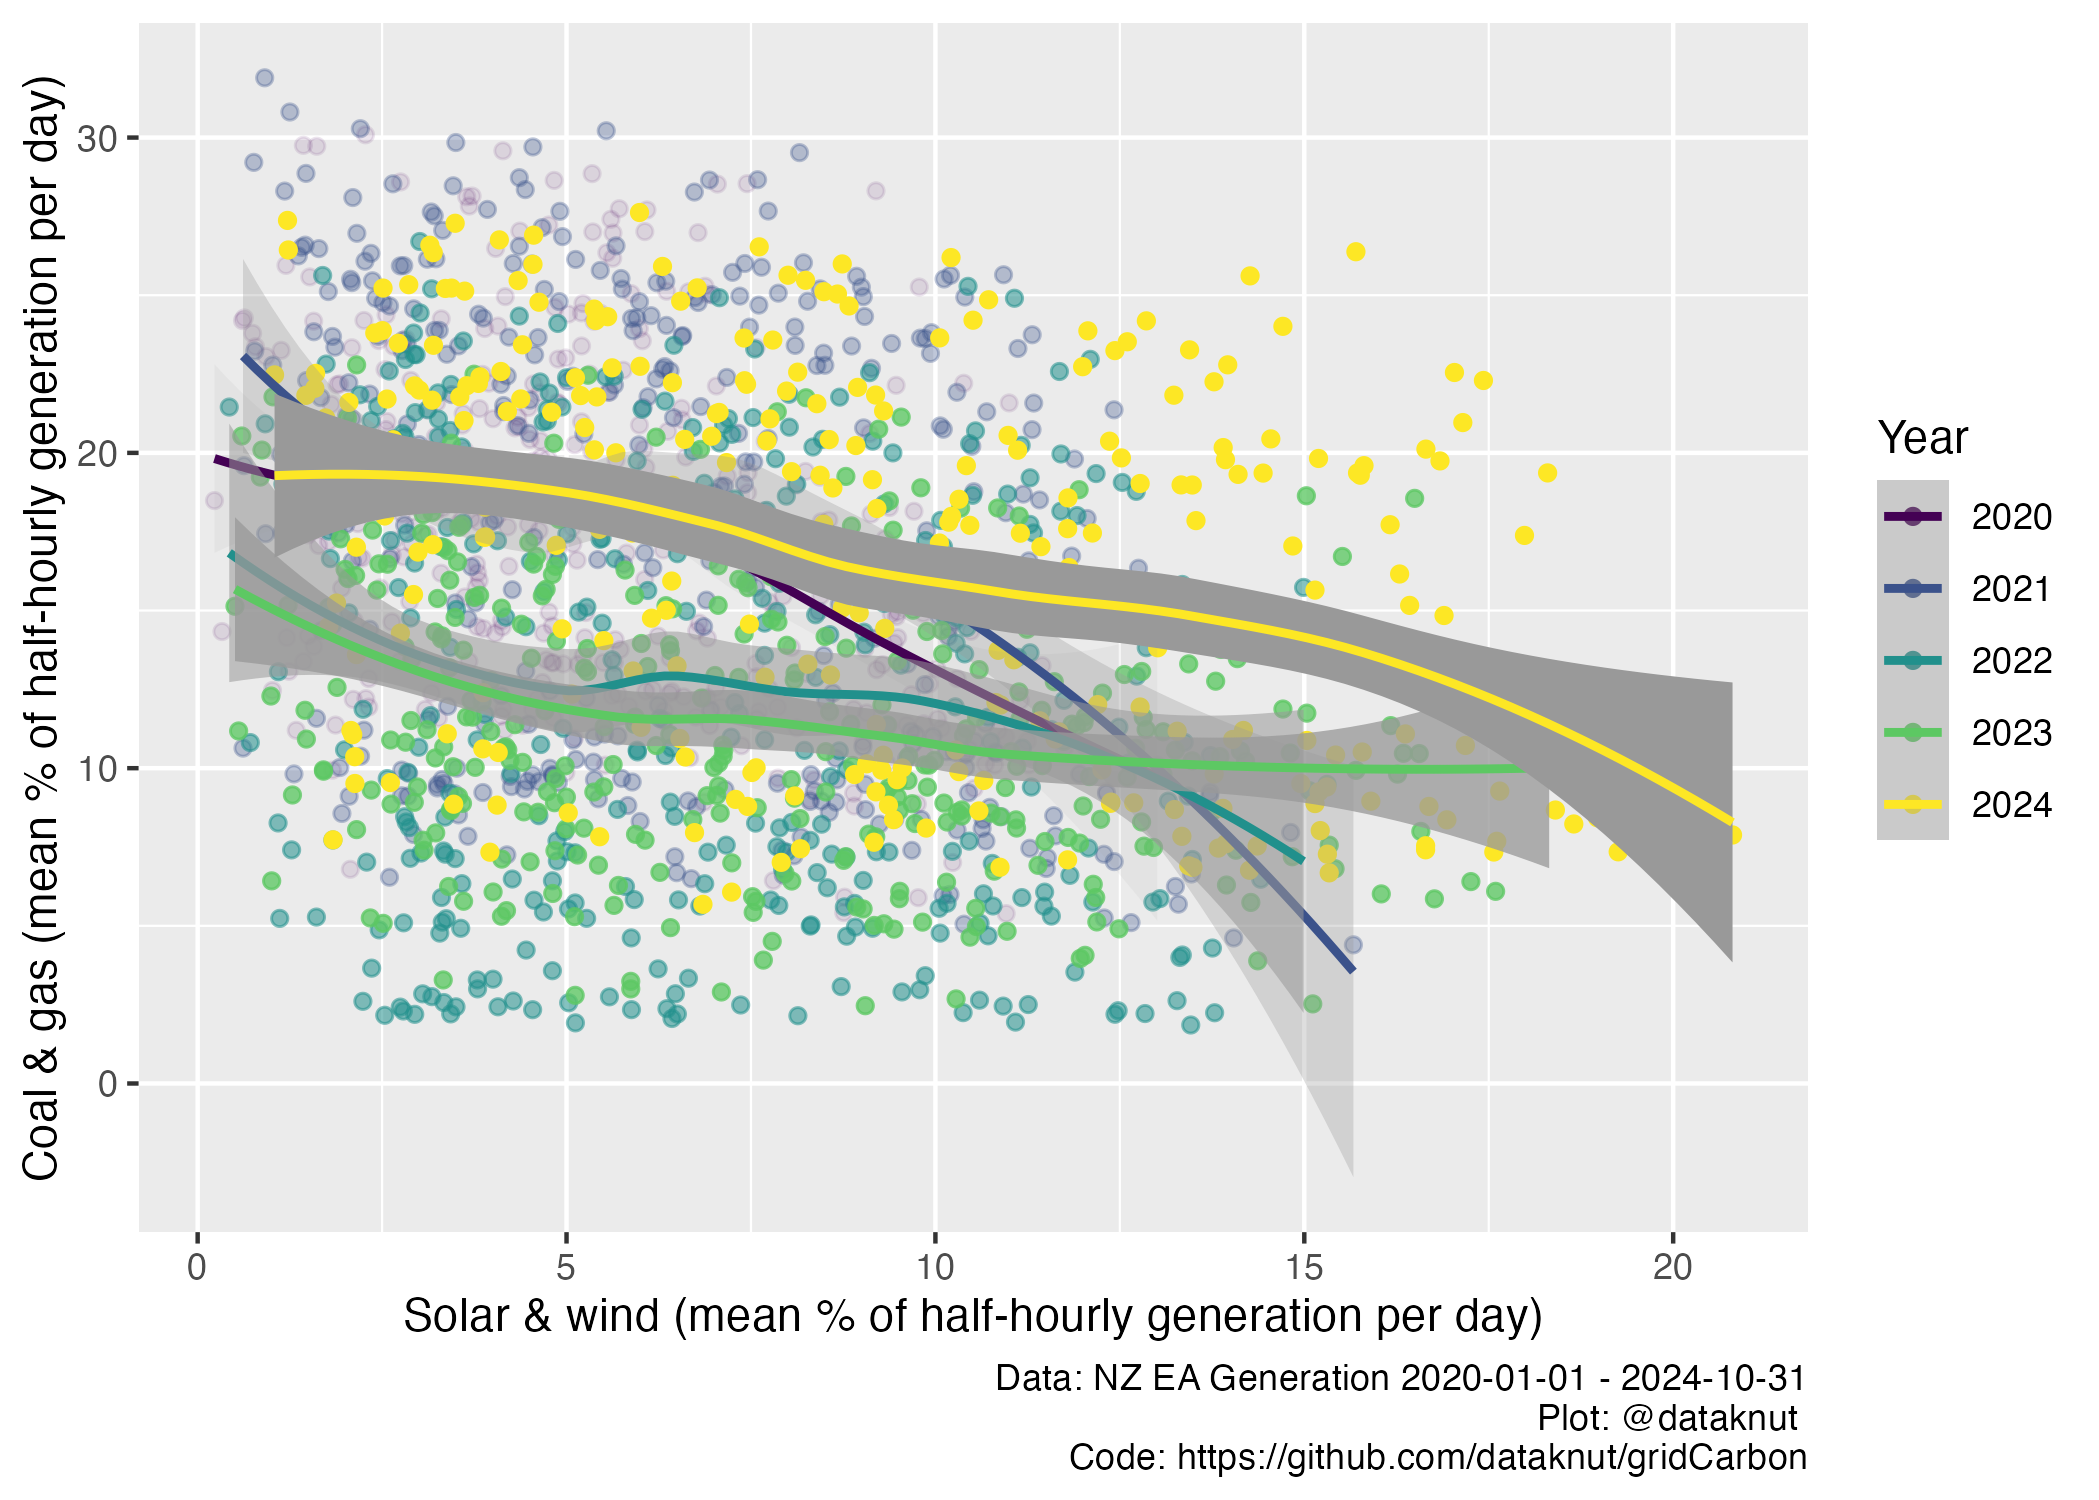 Coal & gas (mean % of half-hourly generation per day)
30
20
10
0
0 5 10 15 20
Solar & wind (mean % of half-hourly generation per day)
Year
2020
2021
2022
2023
2024
Data: NZ EA Generation 2020-01-01 - 2024-10-31
Plot: @dataknut
Code: https://github.com/dataknut/gridCarbon